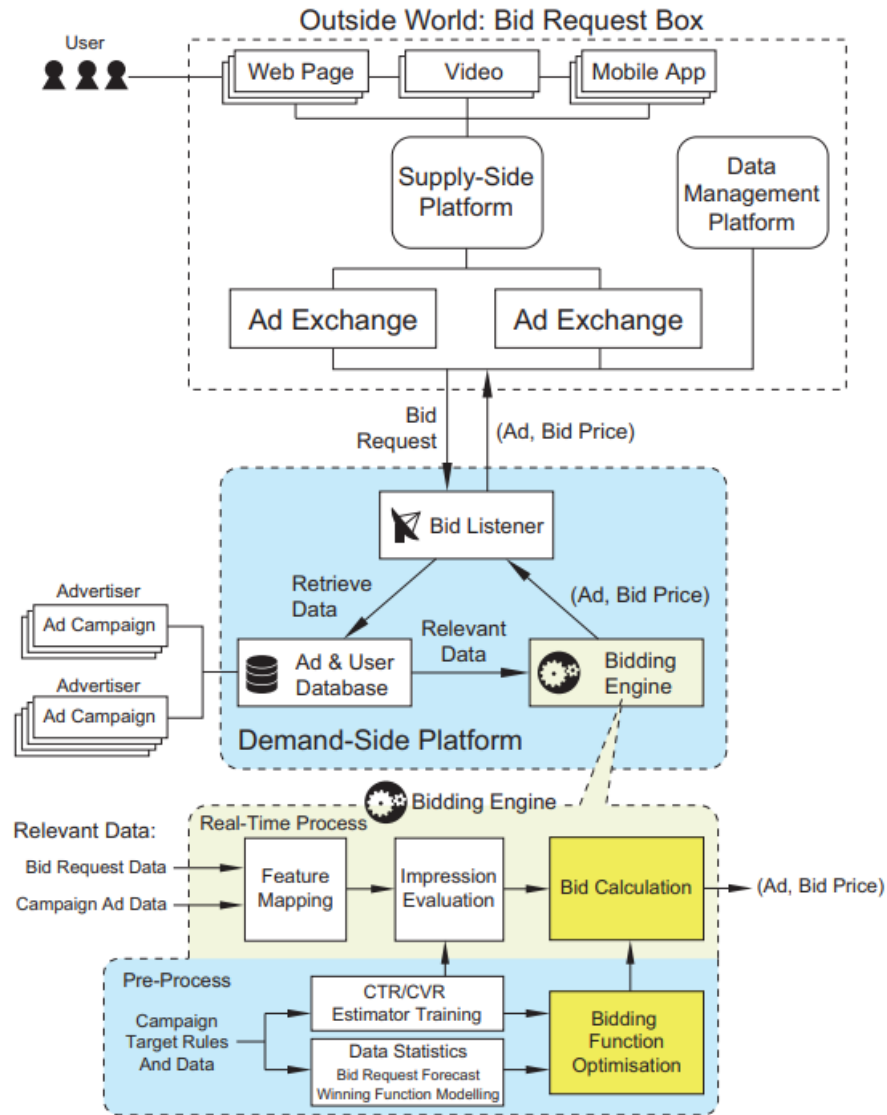 Outside World: Bid Request Box
User
Web Page
Video
Mobile App
Supply-Side
Platform
Data
Management
Platform
Ad Exchange
Ad Exchange
Bid
Request
(Ad, Bid Price)
Bid Listener
Retrieve
Data
(Ad, Bid Price)
Advertiser
Ad Campaign
Relevant
Data
Ad & User
Database
Bidding
Engine
Advertiser
Ad Campaign
Demand-Side Platform
Bidding Engine
Relevant Data:
Real-Time Process
Bid Request Data
Campaign Ad Data
Feature
Mapping
Impression
Evaluation
Bid Calculation
(Ad, Bid Price)
Pre-Process
Campaign
Target Rules
And Data
CTR/CVR
Estimator Training
Data Statistics
Bid Request Forecast
Winning Function Modelling
Bidding
Function
Optimisation